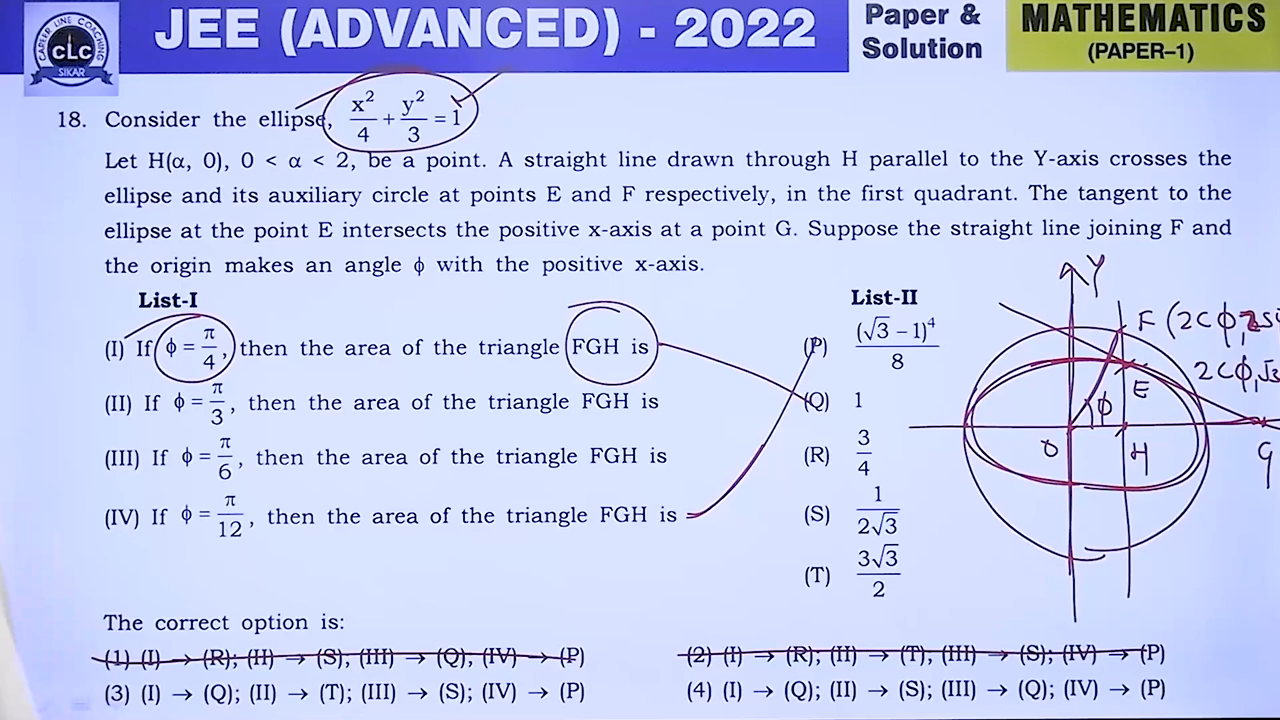 CAREER LINE COACHING
CLC
SIKAR
JEE (ADVANCED) - 2022
Paper &
Solution
MATHEMATICS
(PAPER–1)
18. Consider the ellipse, x²/4 + y²/3 = 1
Let H(α, 0), 0 < α < 2, be a point. A straight line drawn through H parallel to the Y-axis crosses the
ellipse and its auxiliary circle at points E and F respectively, in the first quadrant. The tangent to the
ellipse at the point E intersects the positive x-axis at a point G. Suppose the straight line joining F and
the origin makes an angle ϕ with the positive x-axis.
List-I List-II
(I) If ϕ = π/4, then the area of the triangle FGH is (P) (√3 – 1)⁴/8
(II) If ϕ = π/3, then the area of the triangle FGH is (Q) 1
(III) If ϕ = π/6, then the area of the triangle FGH is (R) 3/4
(IV) If ϕ = π/12, then the area of the triangle FGH is (S) 1/2√3
(T) 3√3/2
Y
F (2Cϕ,
2Cϕ, √3
E
ϕ
O
H
G
The correct option is:
(1) (I) → (R); (II) → (S); (III) → (Q); (IV) → (P) (2) (I) → (R); (II) → (T); (III) → (S); (IV) → (P)
(3) (I) → (Q); (II) → (T); (III) → (S); (IV) → (P) (4) (I) → (Q); (II) → (S); (III) → (Q); (IV) → (P)